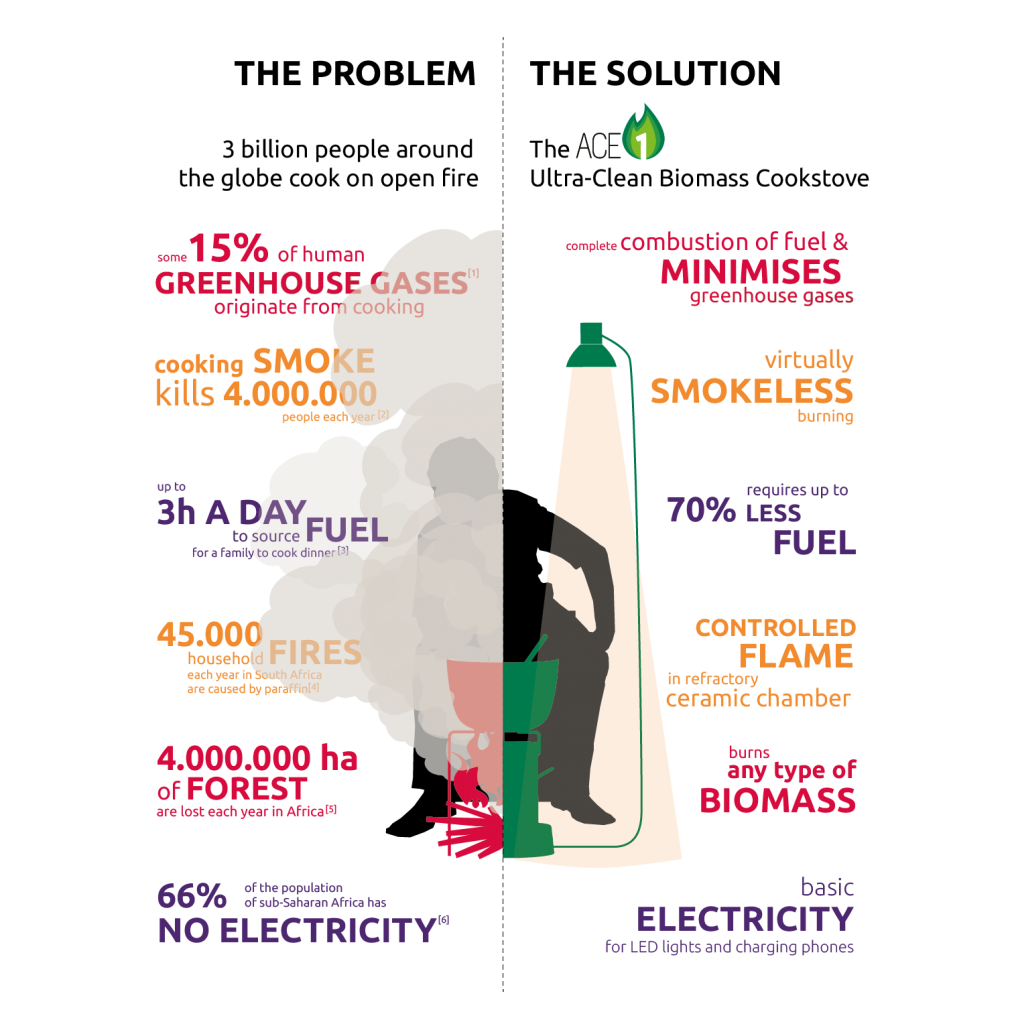 THE PROBLEM
3 billion people around
the globe cook on open fire
some 15% of human
GREENHOUSE GASES[1]
originate from cooking
cooking SMOKE
kills 4.000.000
people each year [2]
up to
3h A DAY
to source FUEL
for a family to cook dinner[3]
45.000
household FIRES
each year in South Africa
are caused by paraffin[4]
4.000.000 ha
of FOREST
are lost each year in Africa[5]
66% of the population
of sub-Saharan Africa has
NO ELECTRICITY[6]
THE SOLUTION
The ACE 1
Ultra-Clean Biomass Cookstove
complete combustion of fuel &
MINIMISES
greenhouse gases
virtually
SMOKELESS
burning
requires up to
70% LESS
FUEL
CONTROLLED
FLAME
in refractory
ceramic chamber
burns
any type of
BIOMASS
basic
ELECTRICITY
for LED lights and charging phones